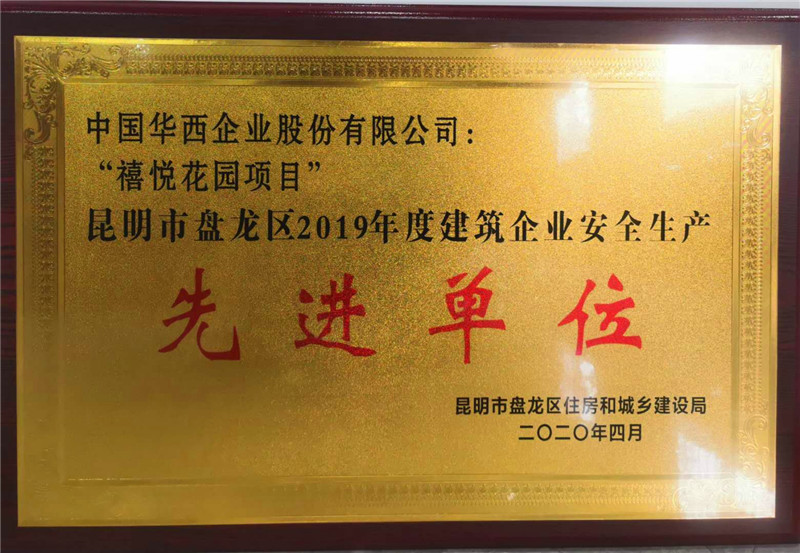 中国华西企业股份有限公司：
“禧悦花园项目”
昆明市盘龙区2019年度建筑企业安全生产
先进单位
昆明市盘龙区住房和城乡建设局
二〇二〇年四月